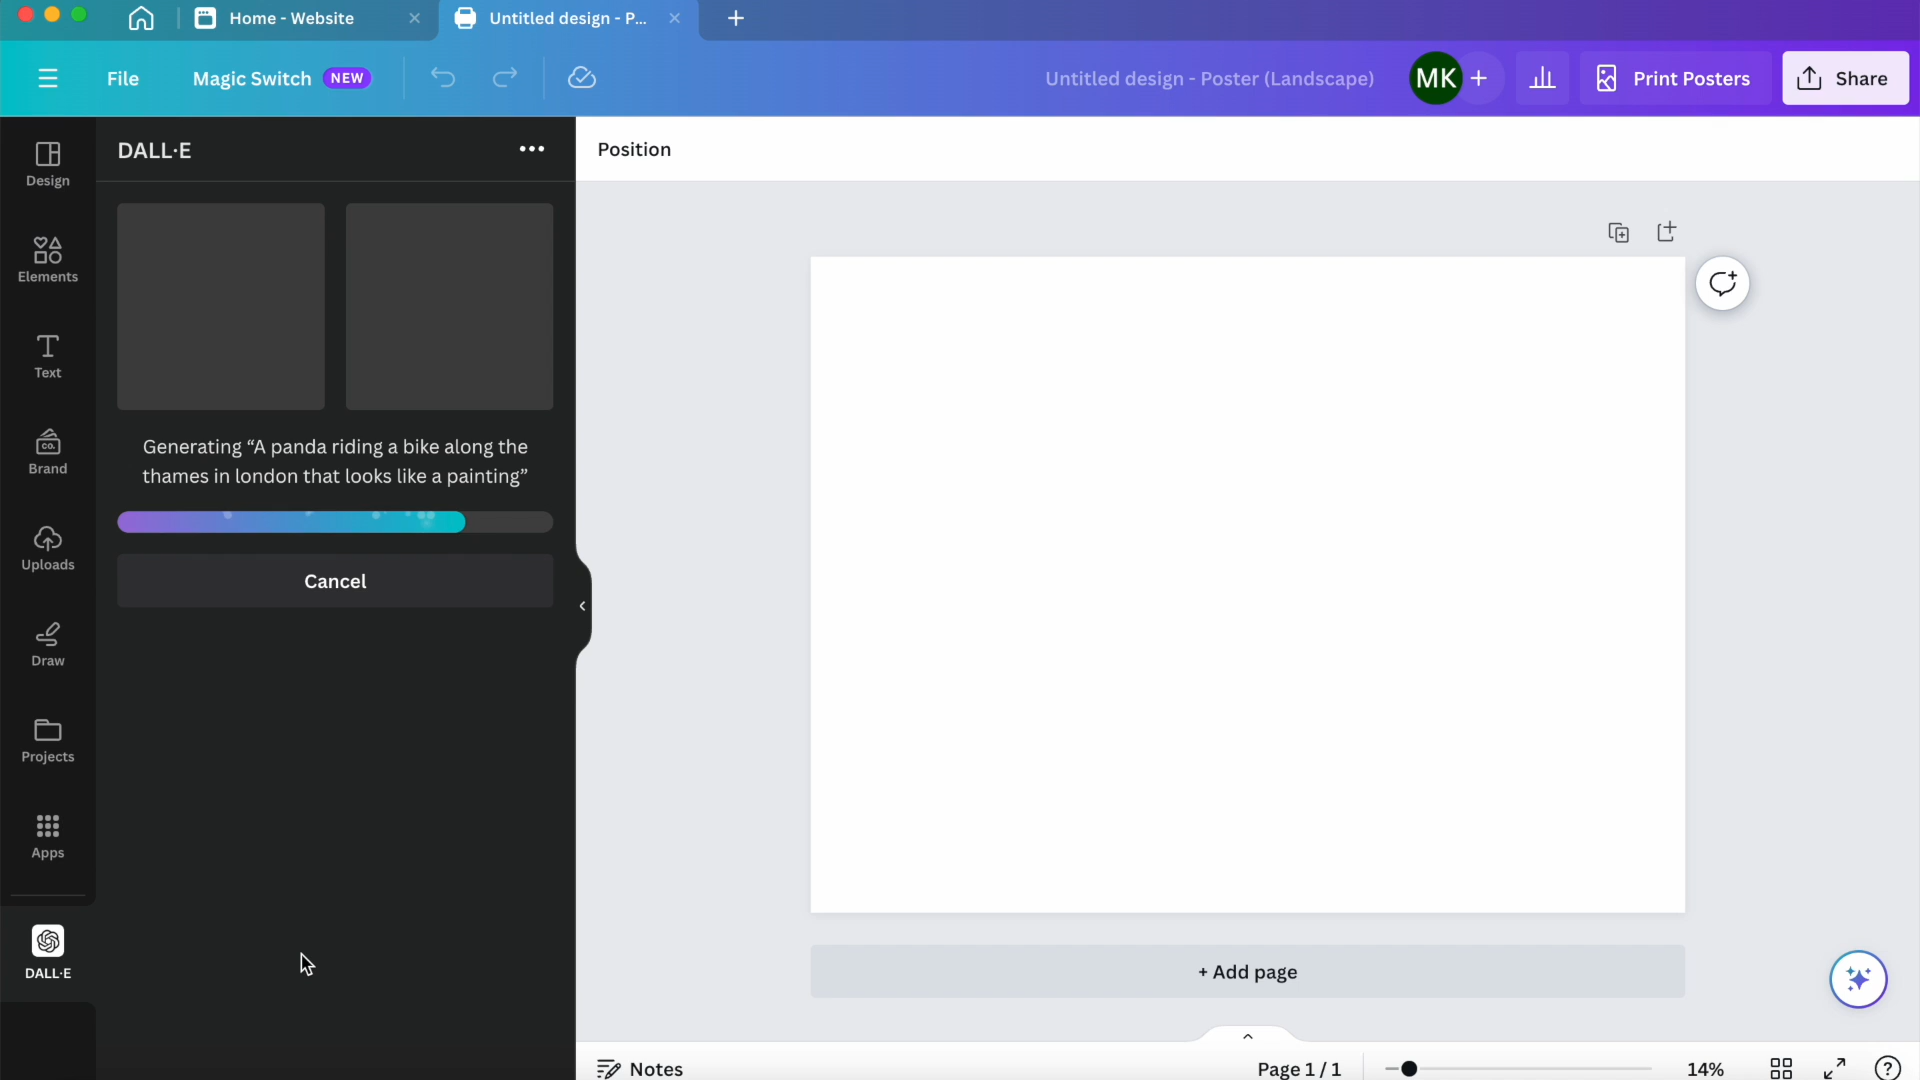 Home - Website
Untitled design - P...
File
Magic Switch NEW
Untitled design - Poster (Landscape)
MK
Print Posters
Share
Design
Elements
Text
CO.
Brand
Uploads
Draw
Projects
Apps
DALL·E
DALL·E
Generating “A panda riding a bike along the
thames in london that looks like a painting”
Cancel
Position
+ Add page
Notes
Page 1 / 1
14%